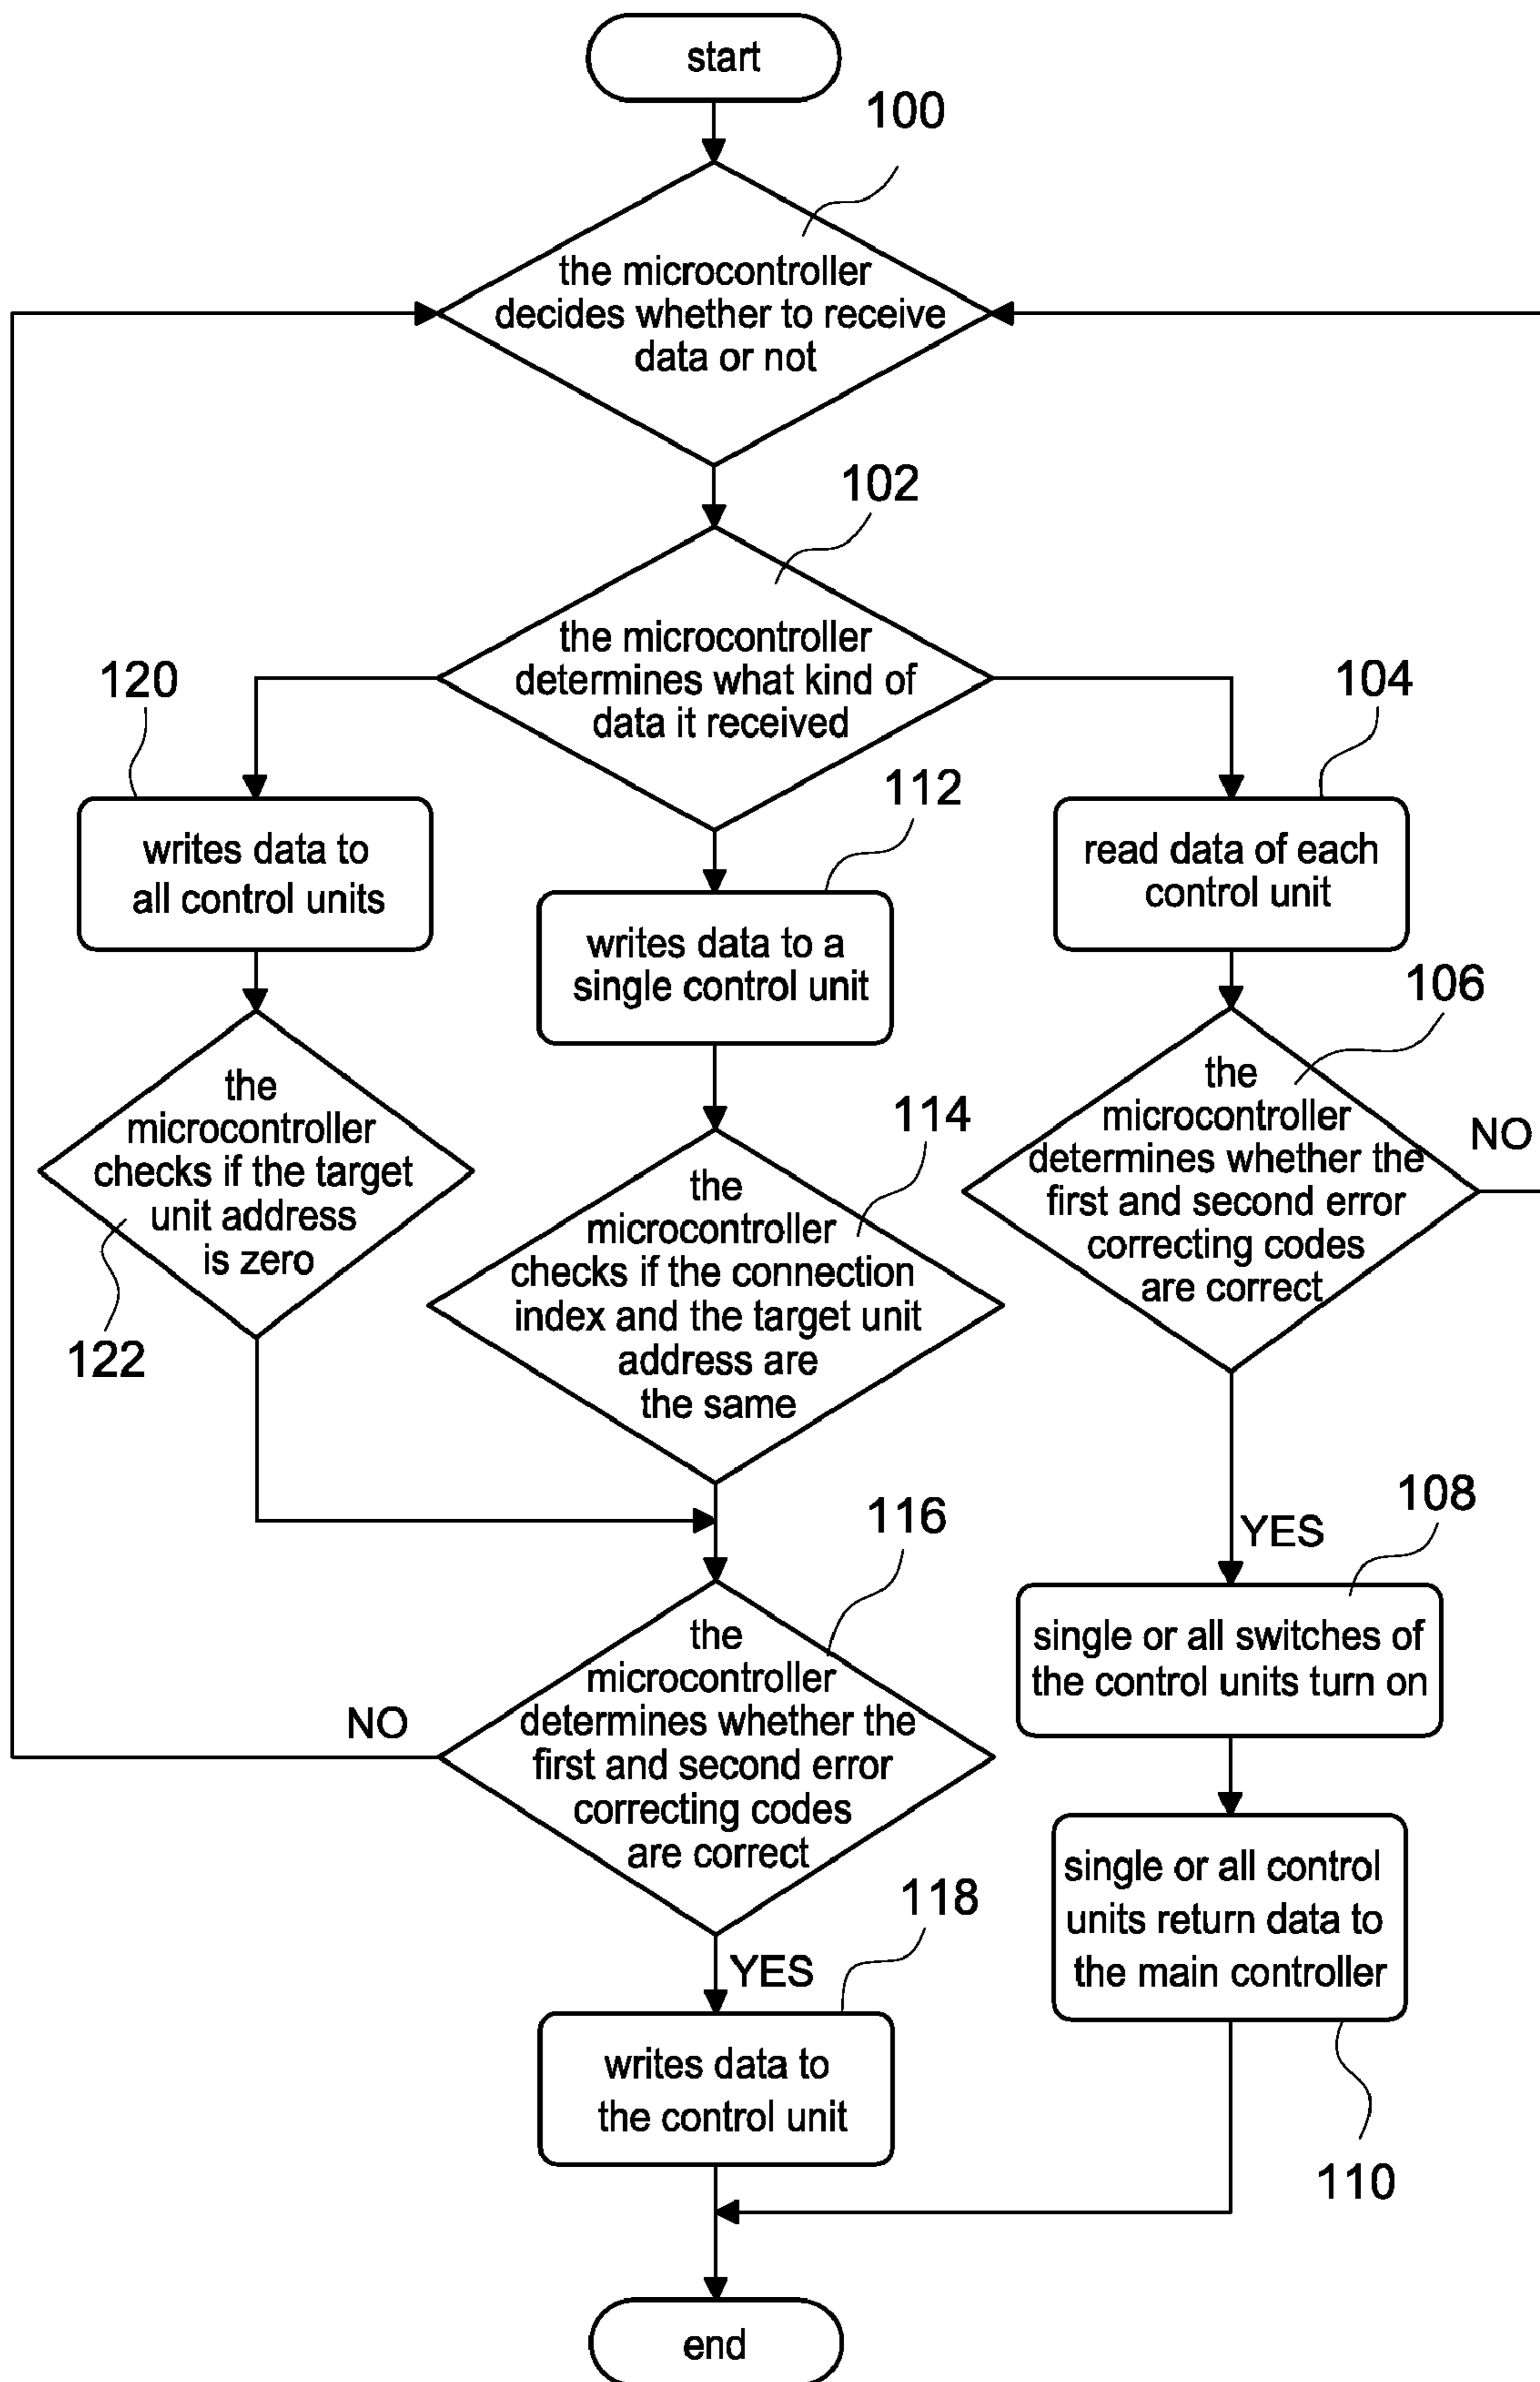 start
100
the microcontroller
decides whether to receive
data or not
102
the microcontroller
determines what kind of
data it received
120
writes data to
all control units
112
writes data to a
single control unit
104
read data of each
control unit
106
the
microcontroller
determines whether the
first and second error
correcting codes
are correct
NO
the
microcontroller
checks if the target
unit address
is zero
122
114
the
microcontroller
checks if the connection
index and the target unit
address are
the same
YES
108
single or all switches of
the control units turn on
116
the
microcontroller
determines whether the
first and second error
correcting codes
are correct
NO
YES
118
writes data to
the control unit
single or all control
units return data to
the main controller
110
end